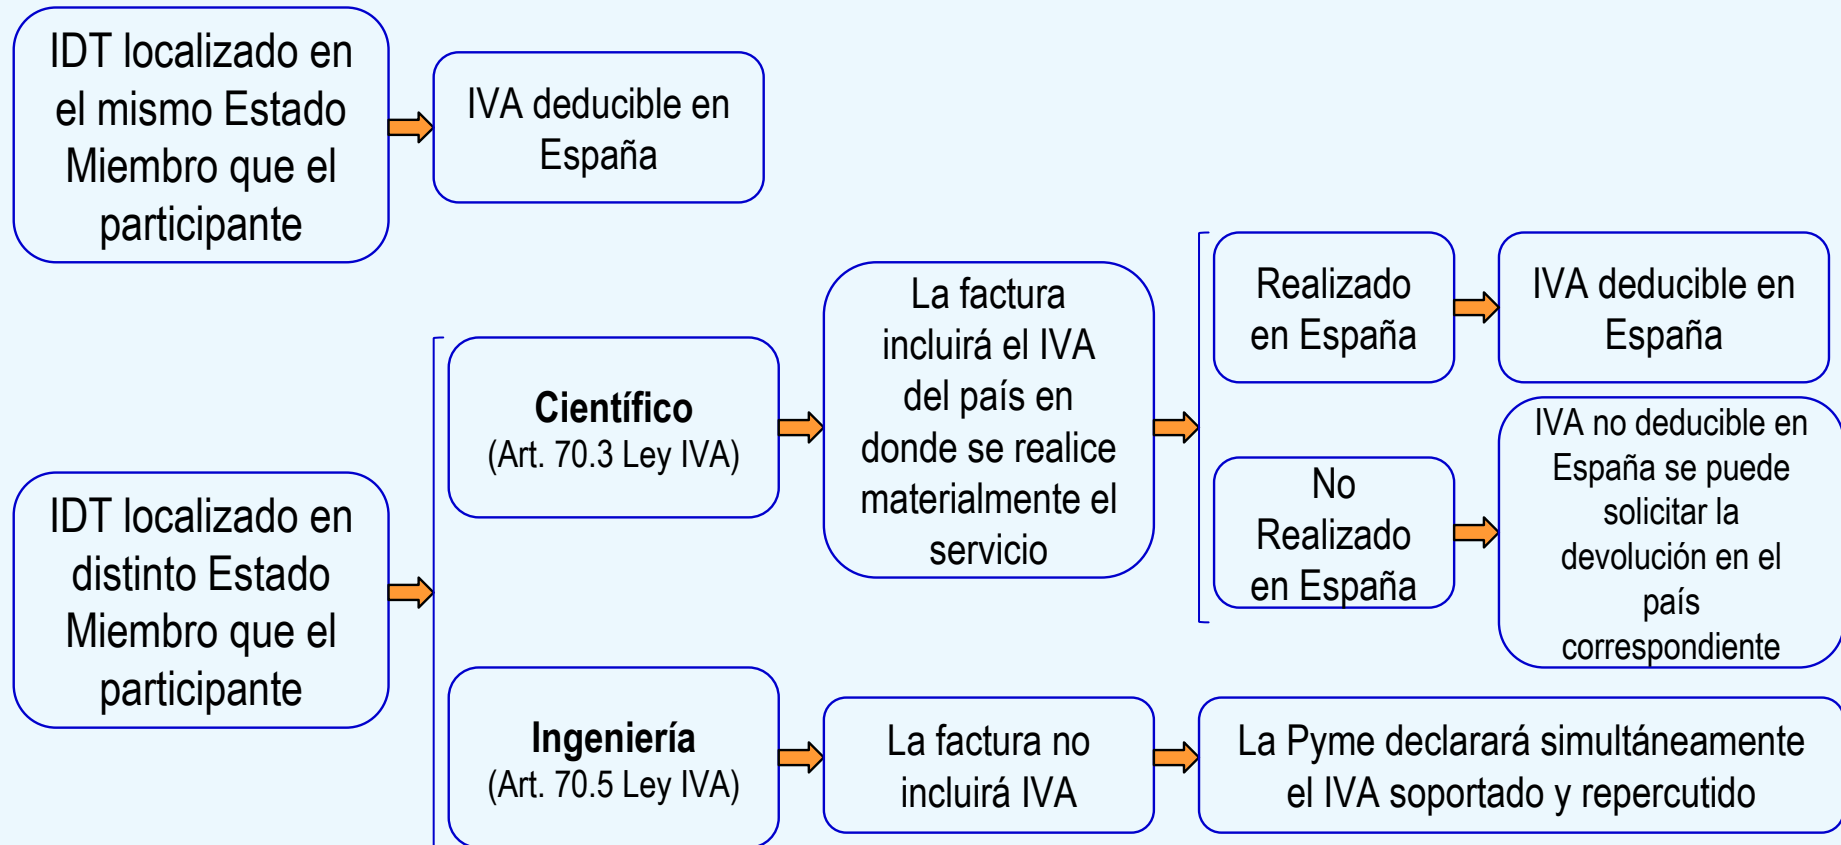 IDT localizado en
el mismo Estado
Miembro que el
participante
IVA deducible en
España
IDT localizado en
distinto Estado
Miembro que el
participante
Científico
(Art. 70.3 Ley IVA)
La factura
incluirá el IVA
del país en
donde se realice
materialmente el
servicio
Realizado
en España
IVA deducible en
España
No
Realizado
en España
IVA no deducible en
España se puede
solicitar la
devolución en el
país
correspondiente
Ingeniería
(Art. 70.5 Ley IVA)
La factura no
incluirá IVA
La Pyme declarará simultáneamente
el IVA soportado y repercutido